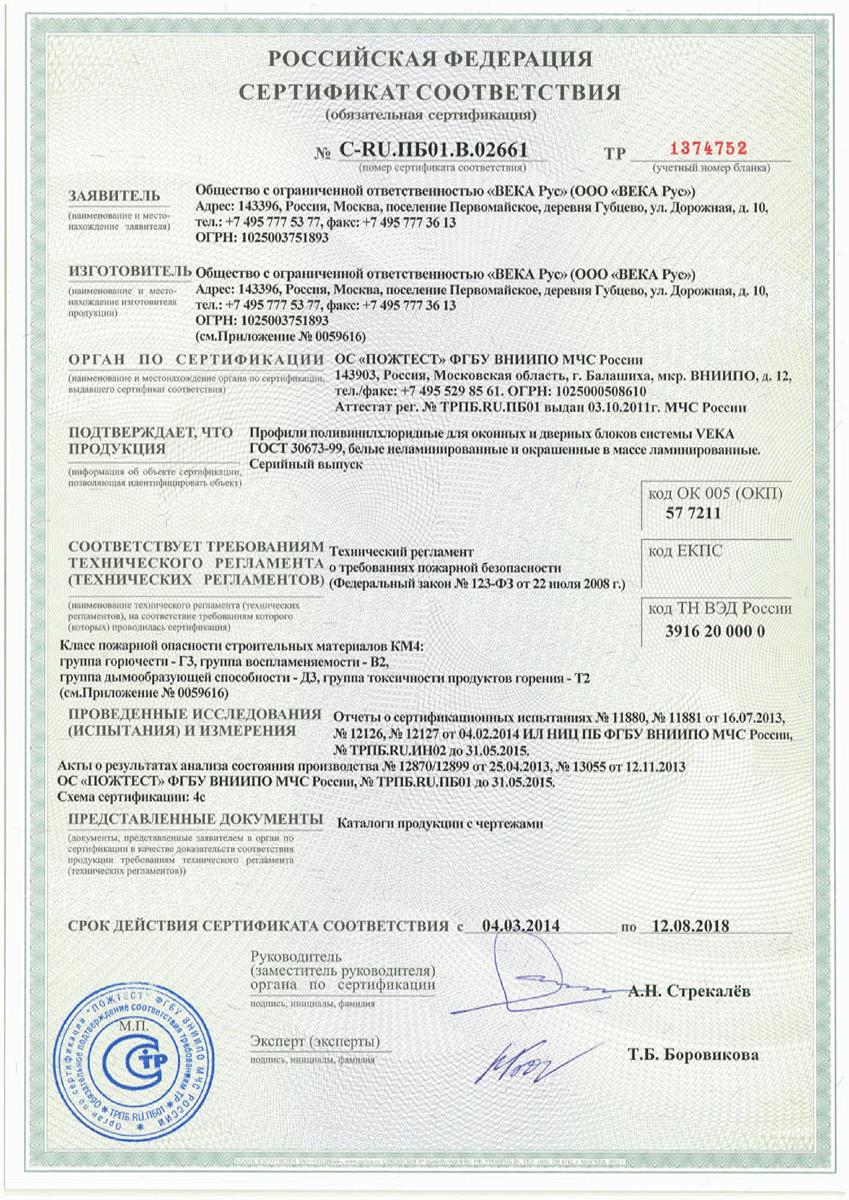 РОССИЙСКАЯ ФЕДЕРАЦИЯ
СЕРТИФИКАТ СООТВЕТСТВИЯ
(обязательная сертификация)
№ C-RU.ПБ01.В.02661
(номер сертификата соответствия)
ТР 1374752
(учетный номер бланка)
ЗАЯВИТЕЛЬ
(наименование и место-
нахождение заявителя)
Общество с ограниченной ответственностью «ВЕКА Рус» (ООО «ВЕКА Рус»)
Адрес: 143396, Россия, Москва, поселение Первомайское, деревня Губцево, ул. Дорожная, д. 10,
тел.: +7 495 777 53 77, факс: +7 495 777 36 13
ОГРН: 1025003751893
ИЗГОТОВИТЕЛЬ
(наименование и место-
нахождение изготовителя
продукции)
Общество с ограниченной ответственностью «ВЕКА Рус» (ООО «ВЕКА Рус»)
Адрес: 143396, Россия, Москва, поселение Первомайское, деревня Губцево, ул. Дорожная, д. 10,
тел.: +7 495 777 53 77, факс: +7 495 777 36 13
ОГРН: 1025003751893
(см.Приложение № 0059616)
ОРГАН ПО СЕРТИФИКАЦИИ
(наименование и местонахождение органа по сертификации,
выдавшего сертификат соответствия)
ОС «ПОЖТЕСТ» ФГБУ ВНИИПО МЧС России
143903, Россия, Московская область, г. Балашиха, мкр. ВНИИПО, д. 12,
тел./факс: +7 495 529 85 61. ОГРН: 1025000508610
Аттестат рег. № ТРПБ.RU.ПБ01 выдан 03.10.2011г. МЧС России
ПОДТВЕРЖДАЕТ, ЧТО
ПРОДУКЦИЯ
(информация об объекте сертификации,
позволяющая идентифицировать объект)
Профили поливинилхлоридные для оконных и дверных блоков системы VEKA
ГОСТ 30673-99, белые неламинированные и окрашенные в массе ламинированные.
Серийный выпуск
код ОК 005 (ОКП)
57 7211
СООТВЕТСТВУЕТ ТРЕБОВАНИЯМ
ТЕХНИЧЕСКОГО РЕГЛАМЕНТА
(ТЕХНИЧЕСКИХ РЕГЛАМЕНТОВ)
(наименование технического регламента (технических
регламентов), на соответствие требованиям которого
(которых) проводилась сертификация)
Технический регламент
о требованиях пожарной безопасности
(Федеральный закон № 123-ФЗ от 22 июля 2008 г.)
код ЕКПС
код ТН ВЭД России
3916 20 000 0
Класс пожарной опасности строительных материалов КМ4:
группа горючести - Г3, группа воспламеняемости - В2,
группа дымообразующей способности - Д3, группа токсичности продуктов горения - Т2
(см.Приложение № 0059616)
ПРОВЕДЕННЫЕ ИССЛЕДОВАНИЯ
(ИСПЫТАНИЯ) И ИЗМЕРЕНИЯ
Отчеты о сертификационных испытаниях № 11880, № 11881 от 16.07.2013,
№ 12126, № 12127 от 04.02.2014 ИЛ НИЦ ПБ ФГБУ ВНИИПО МЧС России,
№ ТРПБ.RU.ИН02 до 31.05.2015.
Акты о результатах анализа состояния производства № 12870/12899 от 25.04.2013, № 13055 от 12.11.2013
ОС «ПОЖТЕСТ» ФГБУ ВНИИПО МЧС России, № ТРПБ.RU.ПБ01 до 31.05.2015.
Схема сертификации: 4с
ПРЕДСТАВЛЕННЫЕ ДОКУМЕНТЫ
(документы, представленные заявителем в орган по
сертификации в качестве доказательств соответствия
продукции требованиям технического регламента
(технических регламентов))
Каталоги продукции с чертежами
СРОК ДЕЙСТВИЯ СЕРТИФИКАТА СООТВЕТСТВИЯ с 04.03.2014 по 12.08.2018
Руководитель
(заместитель руководителя)
органа по сертификации
подпись, инициалы, фамилия
А.Н. Стрекалёв
Эксперт (эксперты)
подпись, инициалы, фамилия
Т.Б. Боровикова
М.П.
Орган по сертификации "ПОЖТЕСТ" ФГБУ ВНИИПО МЧС РОССИИ
Обязательное подтверждение соответствия требованиям ТР
ТРПБ.RU.ПБ01
СТР